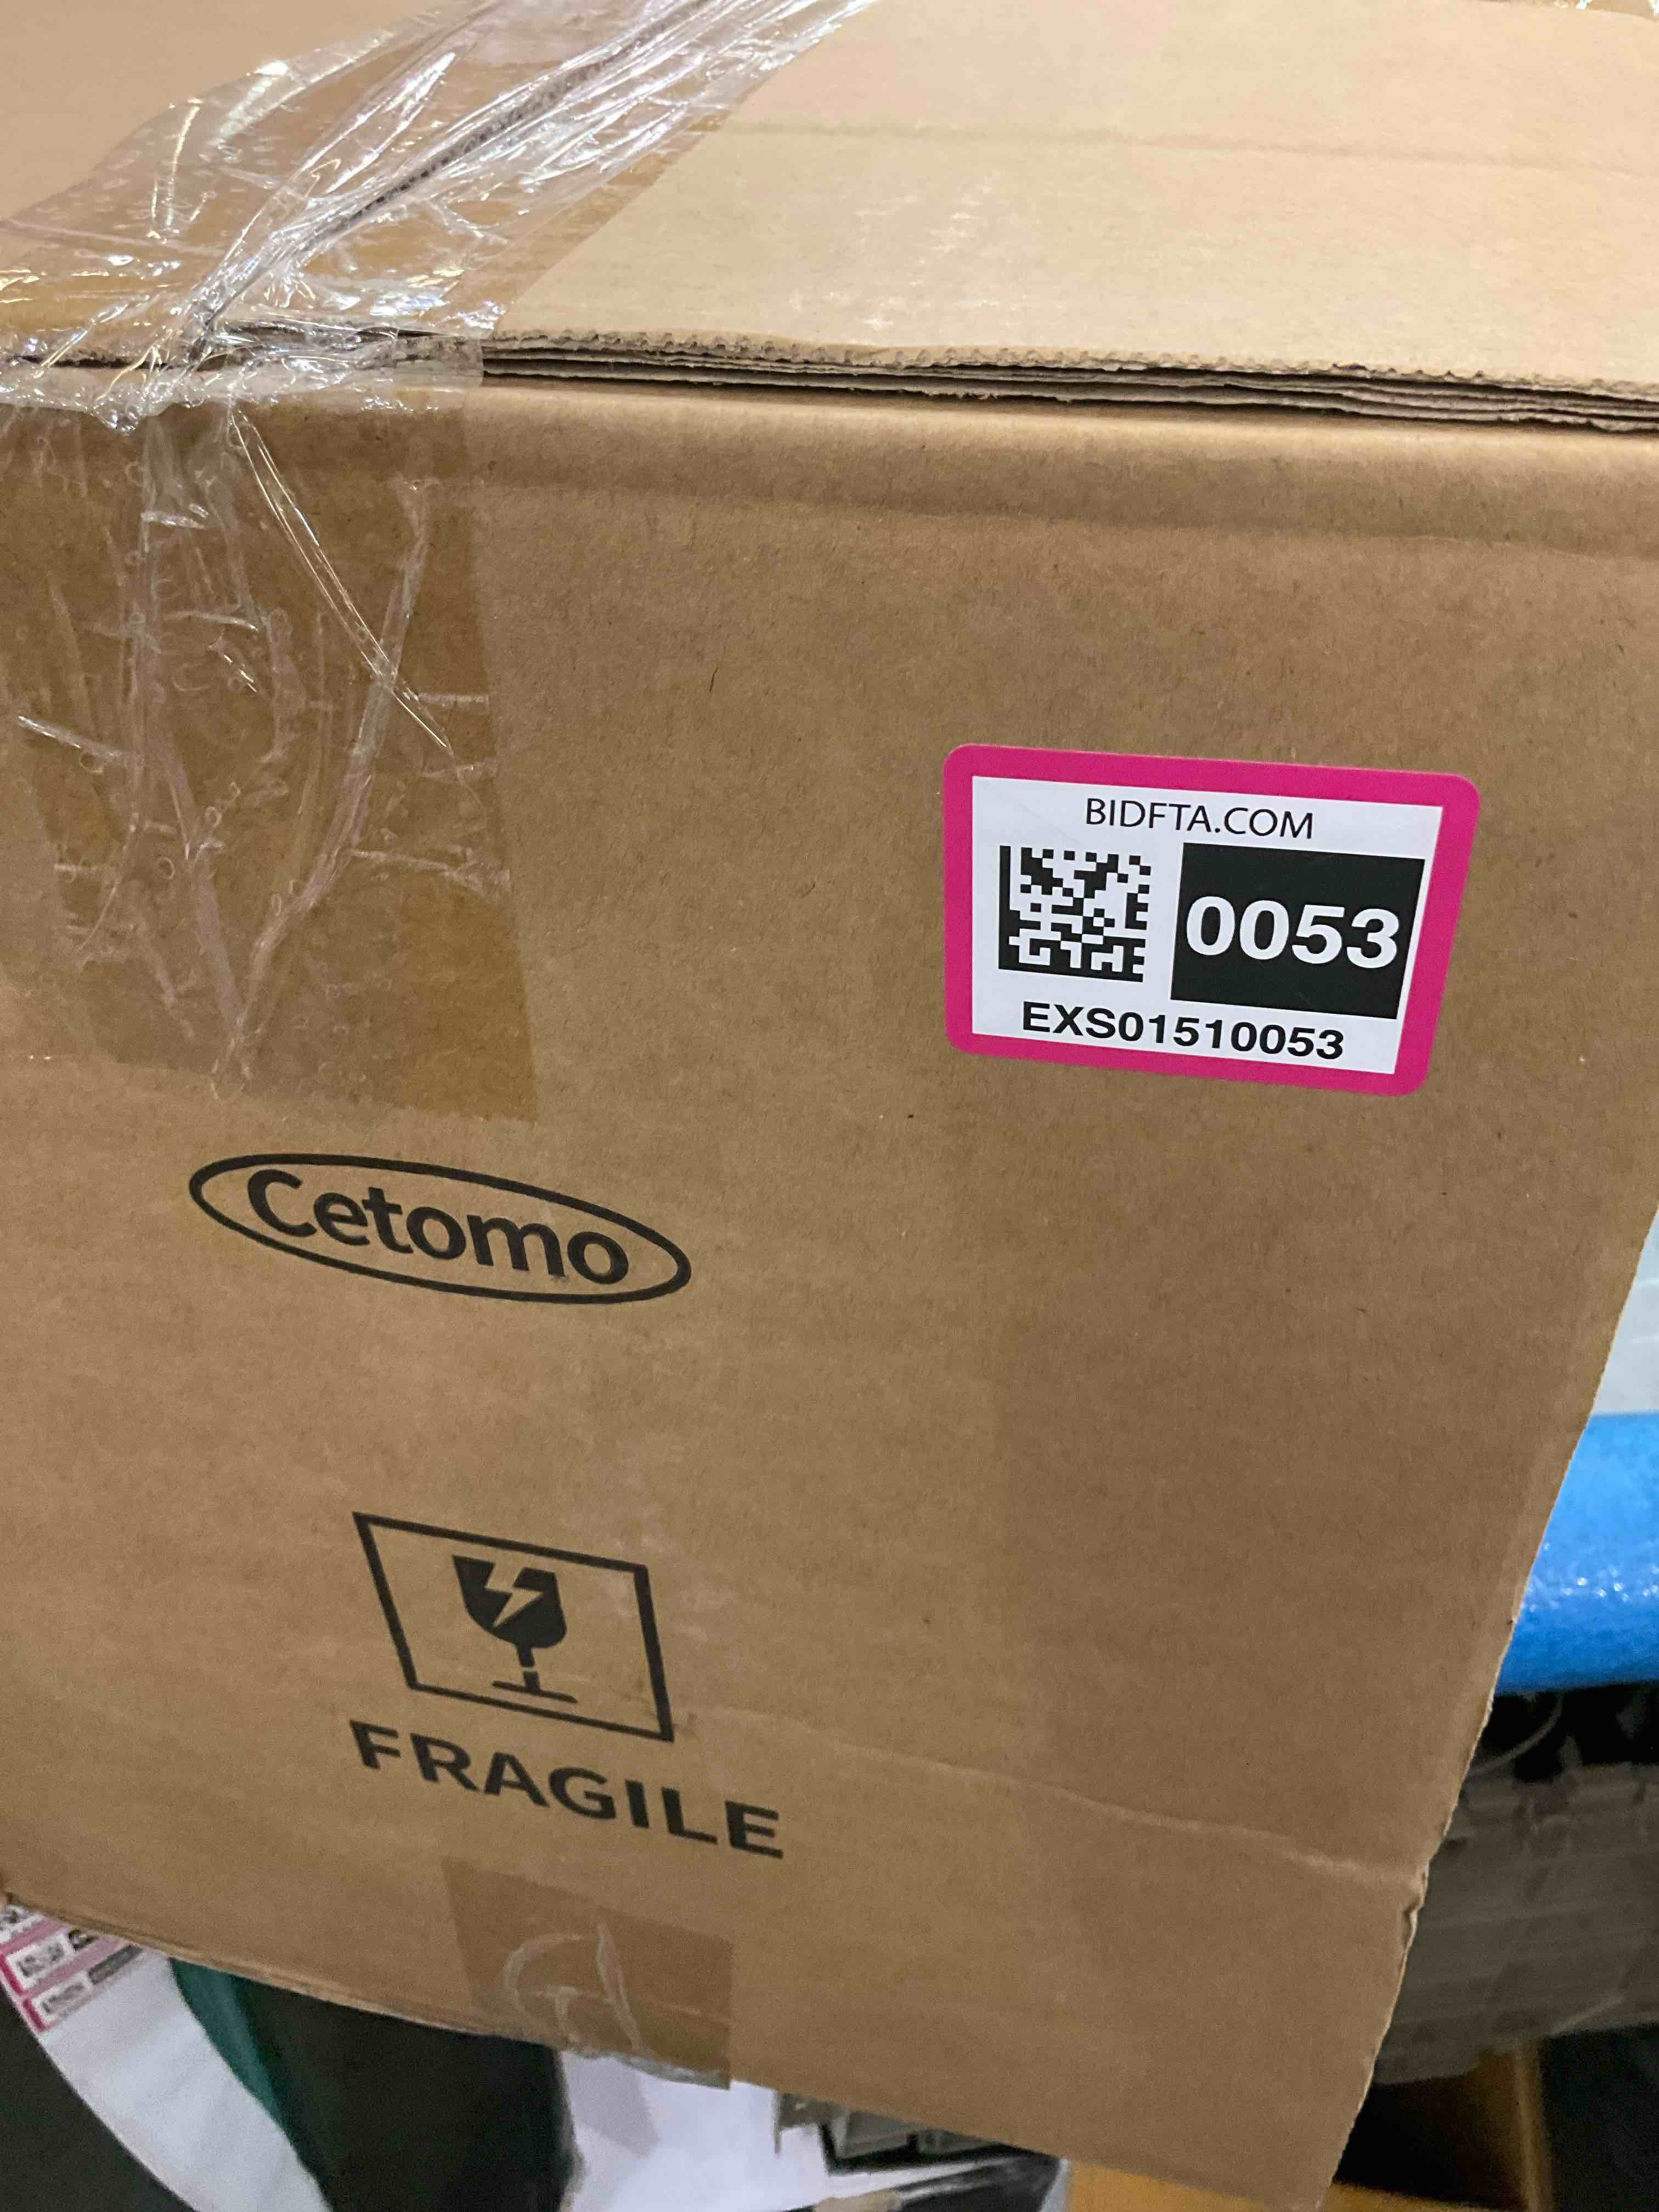 BIDFTA.COM
0053
EXS01510053
Cetomo
FRAGILE